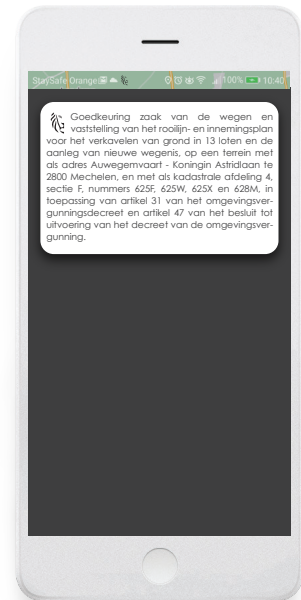 StaySafe Orange 100% 10:40
Goedkeuring zaak van de wegen en
vaststelling van het rooilijn- en innemingsplan
voor het verkavelen van grond in 13 loten en de
aanleg van nieuwe wegenis, op een terrein met
als adres Auwegemvaart - Koningin Astridlaan te
2800 Mechelen, en met als kadastrale afdeling 4,
sectie F, nummers 625F, 625W, 625X en 628M, in
toepassing van artikel 31 van het omgevingsver-
gunningsdecreet en artikel 47 van het besluit tot
uitvoering van het decreet van de omgevingsver-
gunning.